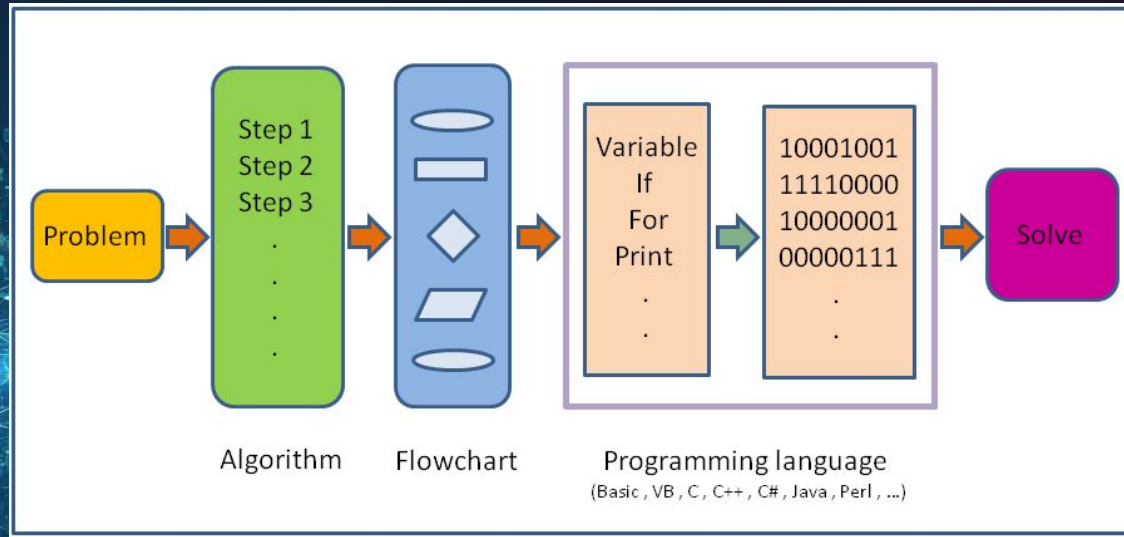 Problem
Step 1
Step 2
Step 3
.
.
.
.
Algorithm
Flowchart
Variable
If
For
Print
.
.
10001001
11110000
10000001
00000111
.
.
Programming language
(Basic , VB , C , C++ , C# , Java , Perl , ...)
Solve